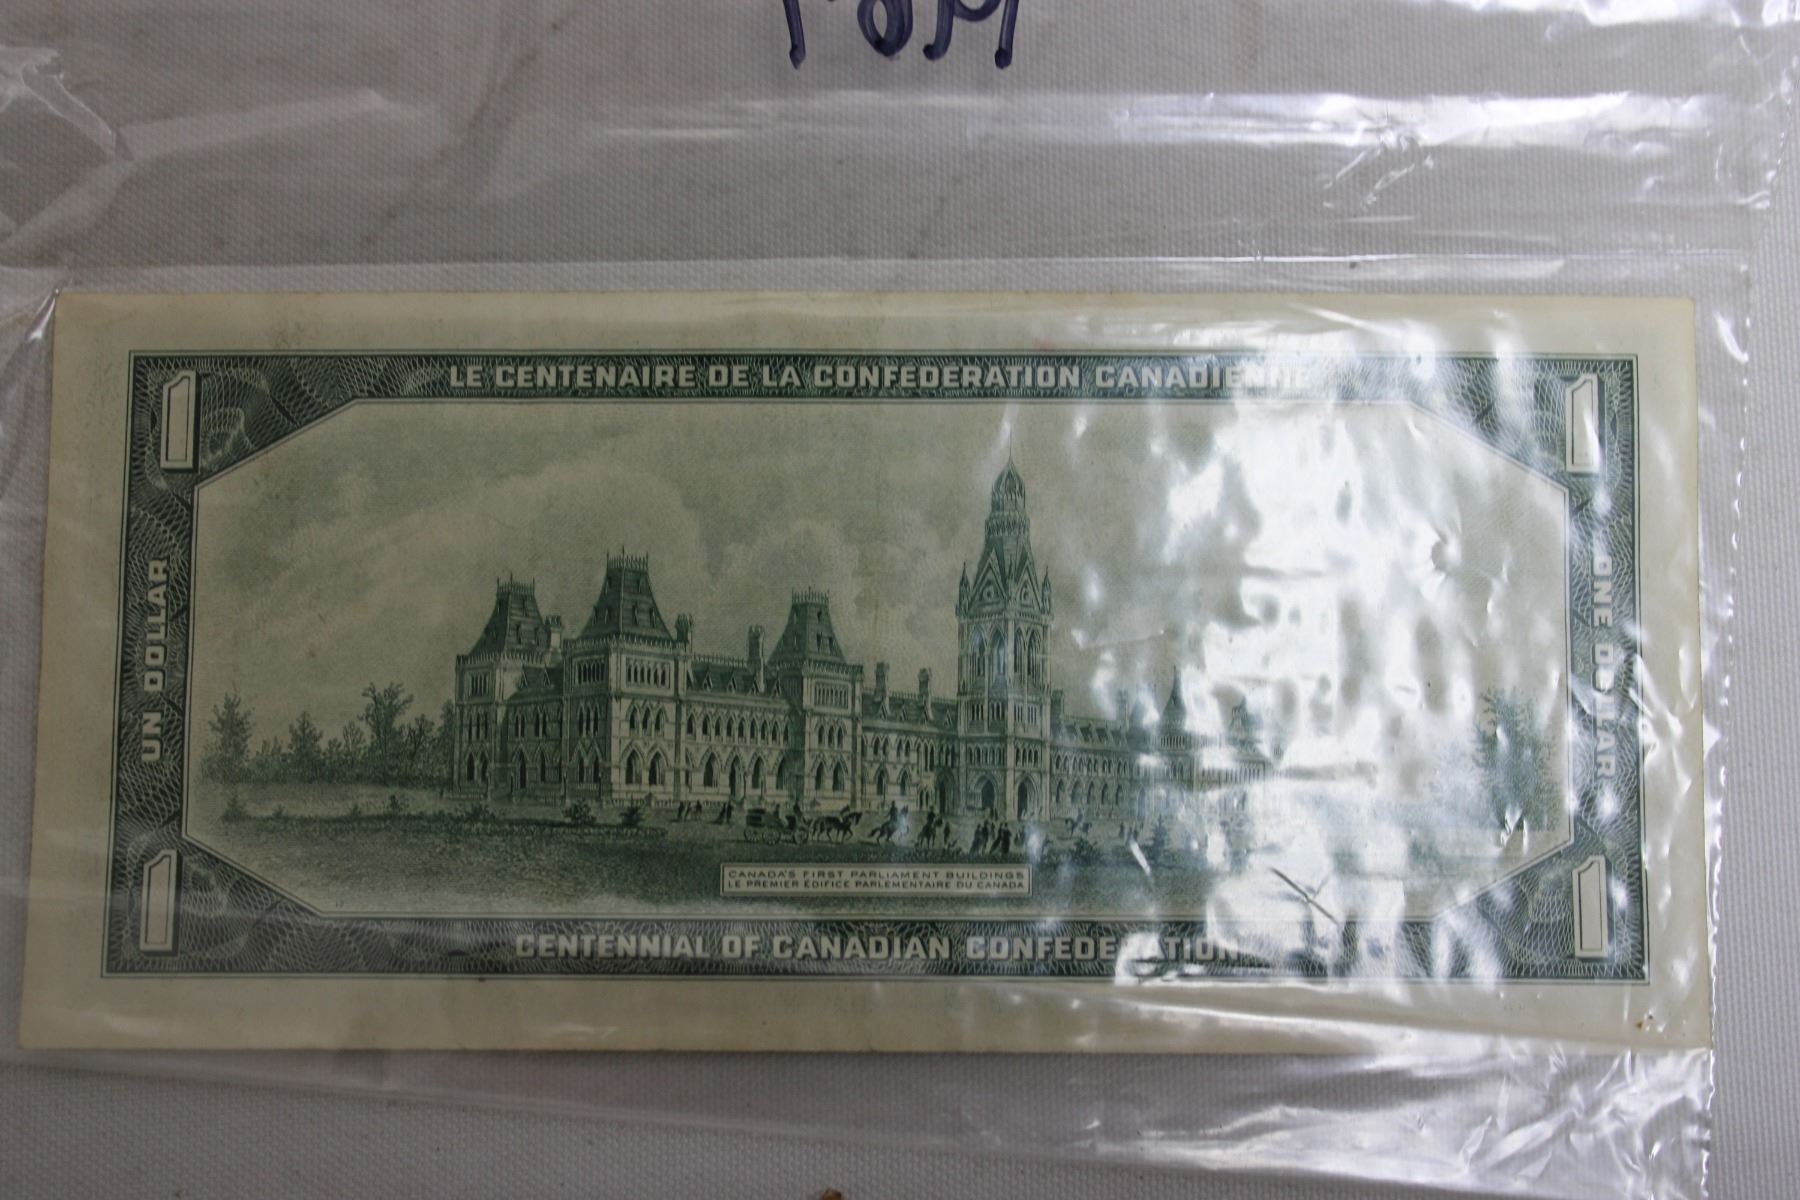 LE CENTENAIRE DE LA CONFEDERATION CANADIENNE
1 1
UN DOLLAR
ONE DOLLAR
CANADA'S FIRST PARLIAMENT BUILDINGS
LE PREMIER ÉDIFICE PARLEMENTAIRE DU CANADA
1 1
CENTENNIAL OF CANADIAN CONFEDERATION